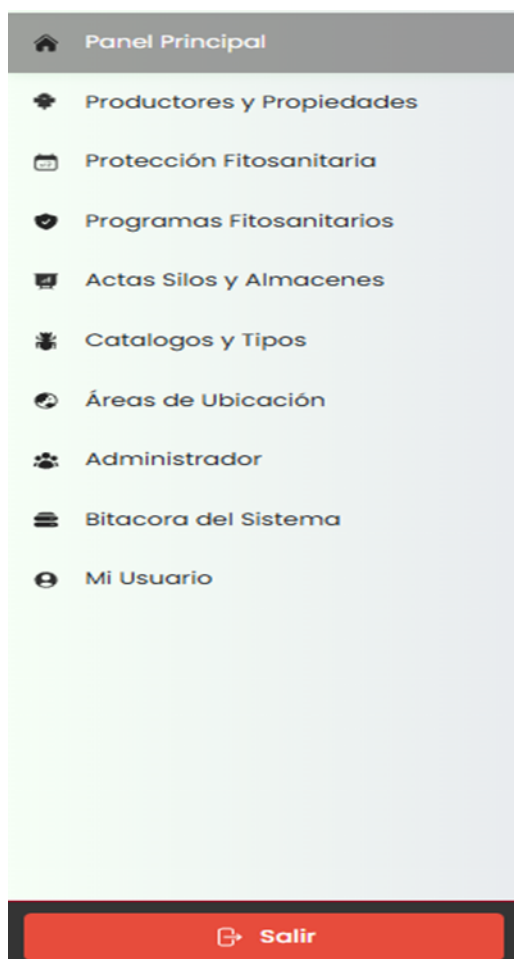 Panel Principal
Productores y Propiedades
Protección Fitosanitaria
Programas Fitosanitarios
Actas Silos y Almacenes
Catalogos y Tipos
Áreas de Ubicación
Administrador
Bitacora del Sistema
Mi Usuario
Salir